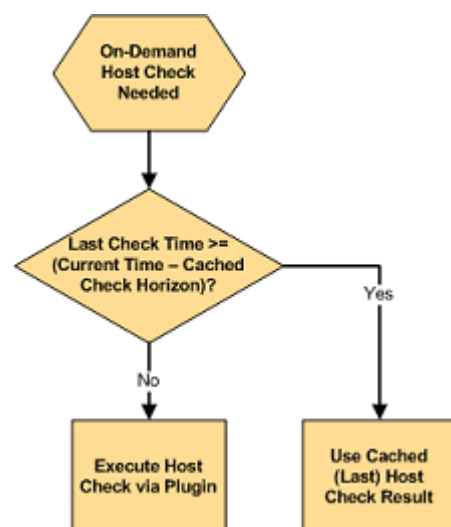 On-Demand
Host Check
Needed
Last Check Time >=
(Current Time – Cached
Check Horizon)?
Yes
No
Execute Host
Check via Plugin
Use Cached
(Last) Host
Check Result